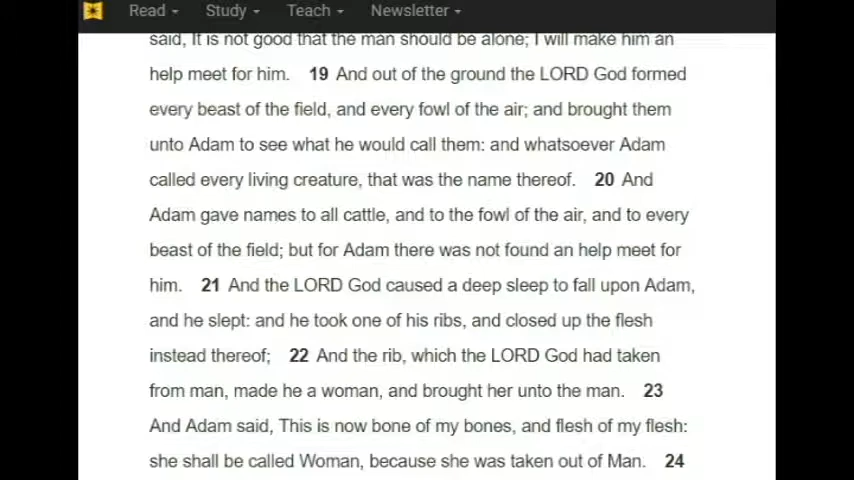 Read Study Teach Newsletter
said, It is not good that the man should be alone; I will make him an
help meet for him. 19 And out of the ground the LORD God formed
every beast of the field, and every fowl of the air; and brought them
unto Adam to see what he would call them: and whatsoever Adam
called every living creature, that was the name thereof. 20 And
Adam gave names to all cattle, and to the fowl of the air, and to every
beast of the field; but for Adam there was not found an help meet for
him. 21 And the LORD God caused a deep sleep to fall upon Adam,
and he slept: and he took one of his ribs, and closed up the flesh
instead thereof; 22 And the rib, which the LORD God had taken
from man, made he a woman, and brought her unto the man. 23
And Adam said, This is now bone of my bones, and flesh of my flesh:
she shall be called Woman, because she was taken out of Man. 24